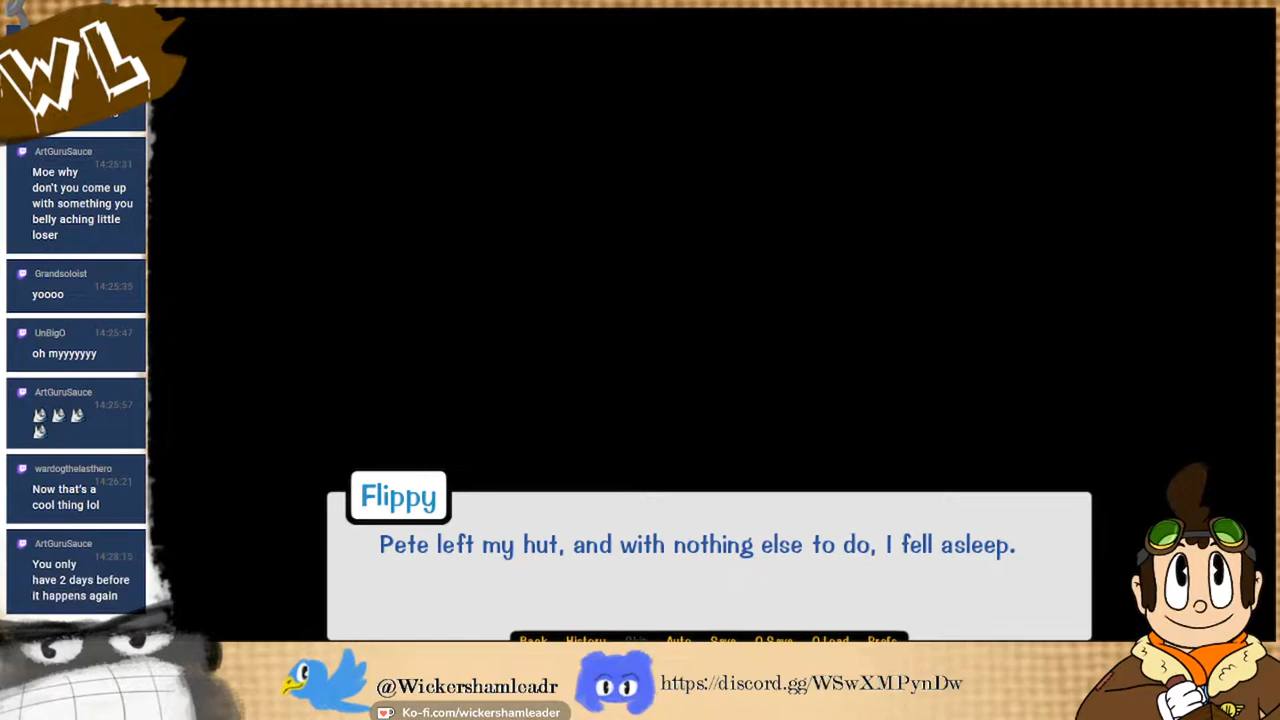 WL
ArtGuruSauce
14:25:31
Moe why
don't you come up
with something you
belly aching little
loser
Grandsoloist
14:25:35
yoooo
UnBigO
14:25:47
oh myyyyyyy
ArtGuruSauce
14:25:57
wardogthelasthero
14:26:21
Now that's a
cool thing lol
ArtGuruSauce
14:28:15
You only
have 2 days before
it happens again
Flippy
Pete left my hut, and with nothing else to do, I fell asleep.
Back History Skip Auto Save Q.Save Q.Load Prefs
@Wickershamleadr
https://discord.gg/WSwXMPynDw
Ko-fi.com/wickershamleader